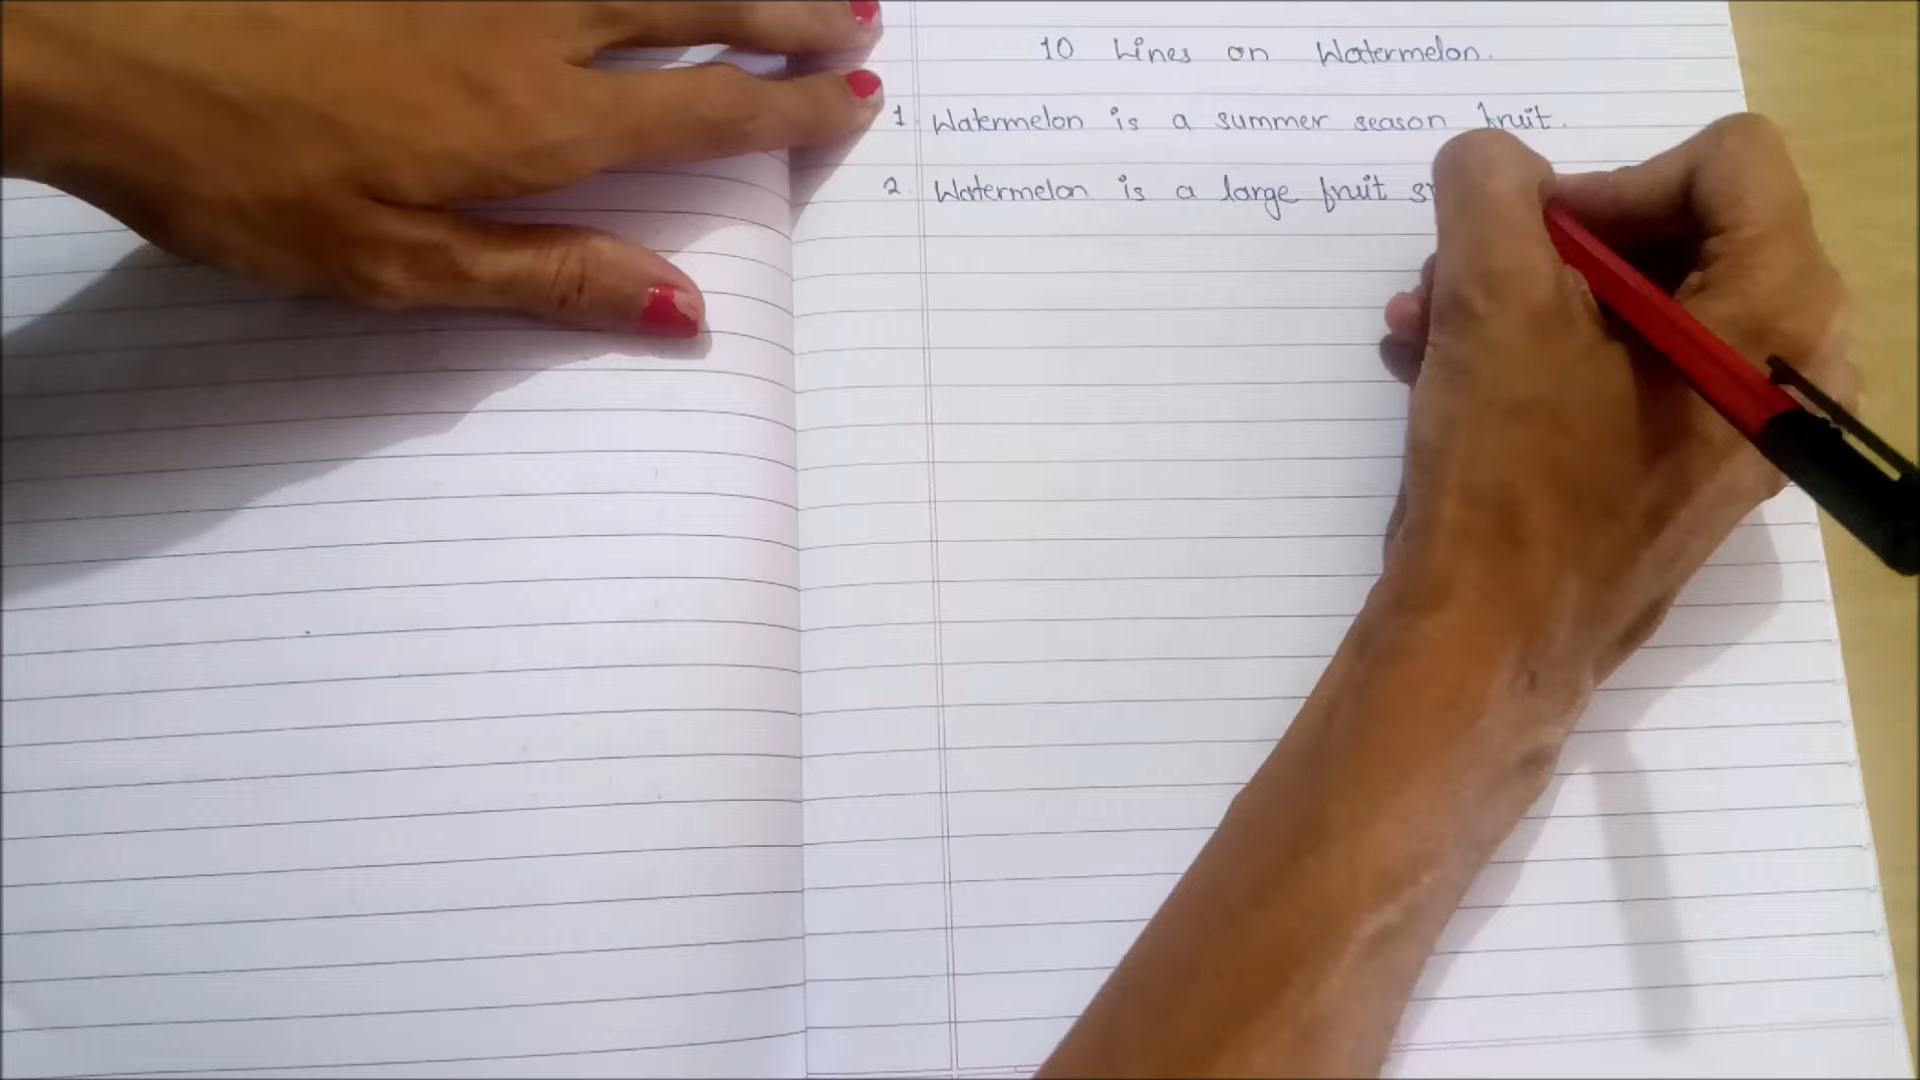 10 Lines on Watermelon.
1. Watermelon is a summer season fruit.
2. Watermelon is a large fruit